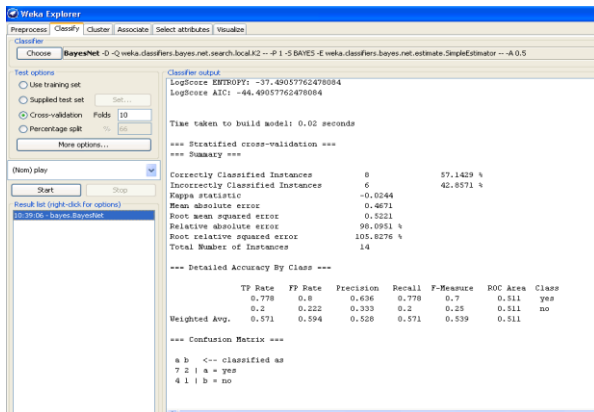 Weka Explorer
Preprocess Classify Cluster Associate Select attributes Visualize
Classifier
Choose BayesNet -D -Q weka.classifiers.bayes.net.search.local.K2 -- -P 1 -S BAYES -E weka.classifiers.bayes.net.estimate.SimpleEstimator -- -A 0.5
Test options
Use training set
Supplied test set Set...
Cross-validation Folds 10
Percentage split % 66
More options...
(Nom) play
Start Stop
Result list (right-click for options)
10:39:06 - bayes.BayesNet
Classifier output
LogScore ENTROPY: -37.49057762478084
LogScore AIC: -44.49057762478084
Time taken to build model: 0.02 seconds
=== Stratified cross-validation ===
=== Summary ===
Correctly Classified Instances 8 57.1429 %
Incorrectly Classified Instances 6 42.8571 %
Kappa statistic -0.0244
Mean absolute error 0.4671
Root mean squared error 0.5221
Relative absolute error 98.0951 %
Root relative squared error 105.8276 %
Total Number of Instances 14
=== Detailed Accuracy By Class ===
TP Rate FP Rate Precision Recall F-Measure ROC Area Class
0.778 0.8 0.636 0.778 0.7 0.511 yes
0.2 0.222 0.333 0.2 0.25 0.511 no
Weighted Avg. 0.571 0.594 0.528 0.571 0.539 0.511
=== Confusion Matrix ===
a b <-- classified as
7 2 | a = yes
4 1 | b = no